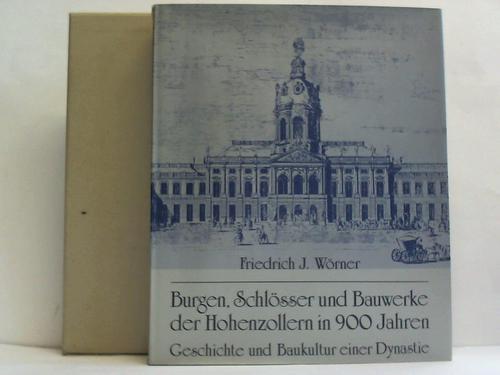 Friedrich J. Wörner
Burgen, Schlösser und Bauwerke
der Hohenzollern in 900 Jahren
Geschichte und Baukultur einer Dynastie